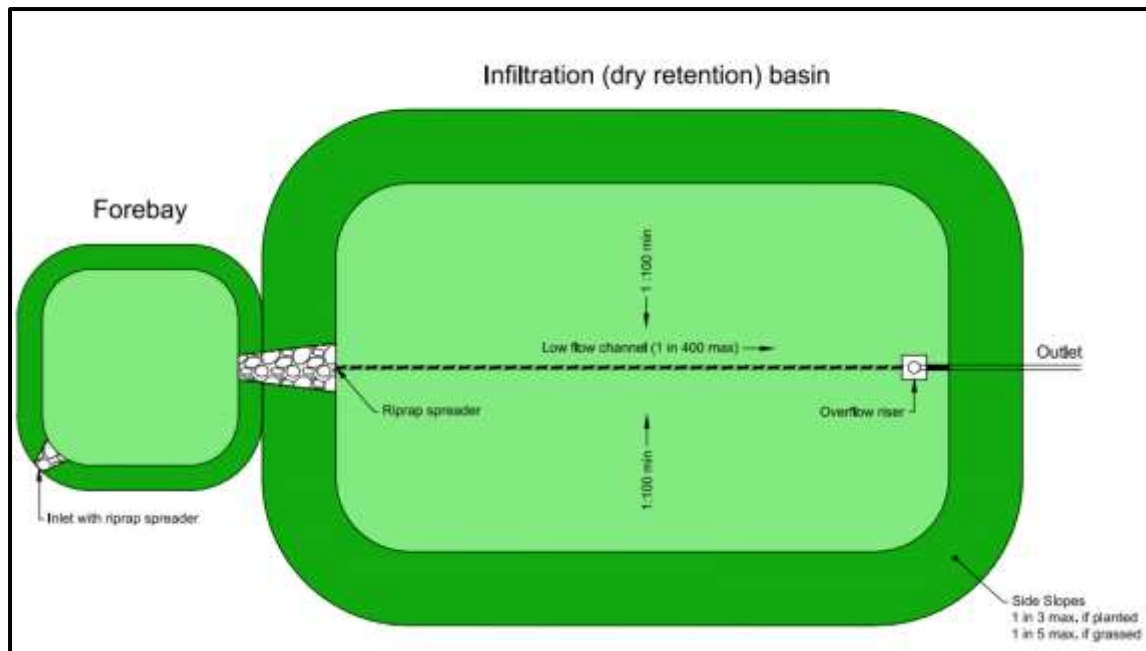 Infiltration (dry retention) basin
Forebay
1 :100 min
Low flow channel (1 in 400 max)
Outlet
Riprap spreader
Overflow riser
1:100 min
Inlet with riprap spreader
Side Slopes
1 in 3 max. if planted
1 in 5 max. if grassed